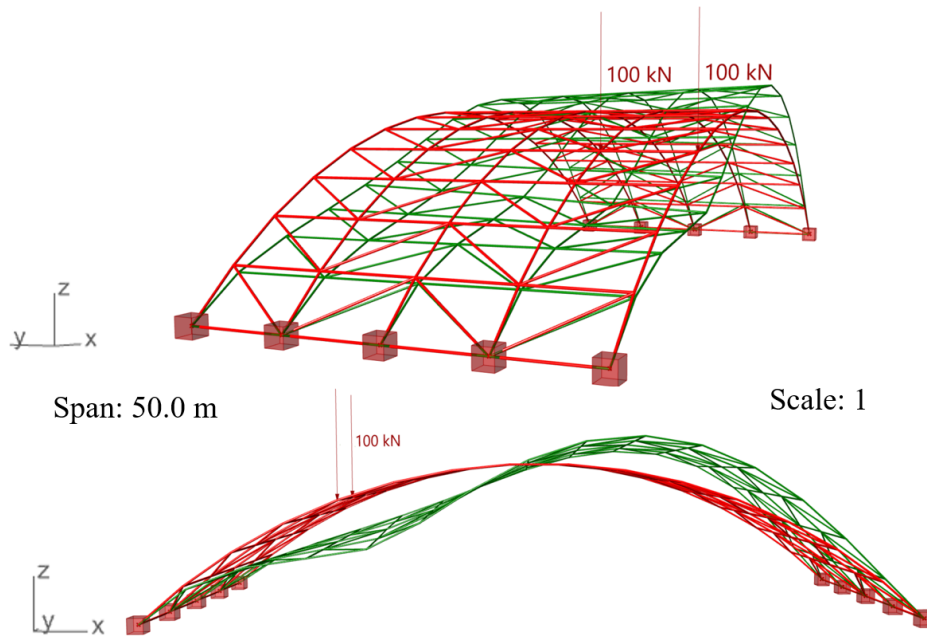 100 kN 100 kN
z
y x
Span: 50.0 m
Scale: 1
100 kN
z
y x